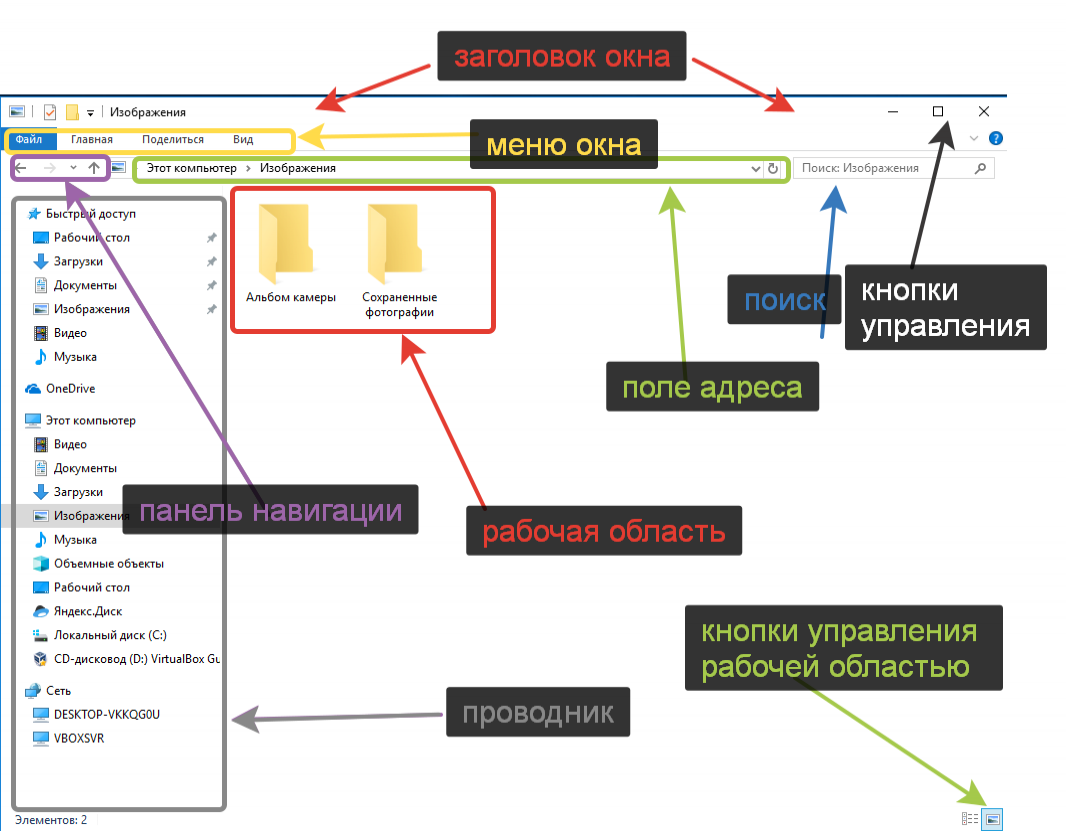 заголовок окна
Изображения
Файл Главная Поделиться Вид
меню окна
Этот компьютер Изображения
Поиск: Изображения
Быстрый доступ
Рабочий стол
Загрузки
Документы
Изображения
Видео
Музыка
OneDrive
Этот компьютер
Видео
Документы
Загрузки
Изображения
Музыка
Объемные объекты
Рабочий стол
Яндекс.Диск
Локальный диск (C:)
CD-дисковод (D:) VirtualBox Gu
Сеть
DESKTOP-VKKQG0U
VBOXSVR
Элементов: 2
Альбом камеры
Сохраненные
фотографии
поиск
кнопки
управления
поле адреса
панель навигации
рабочая область
кнопки управления
рабочей областью
проводник